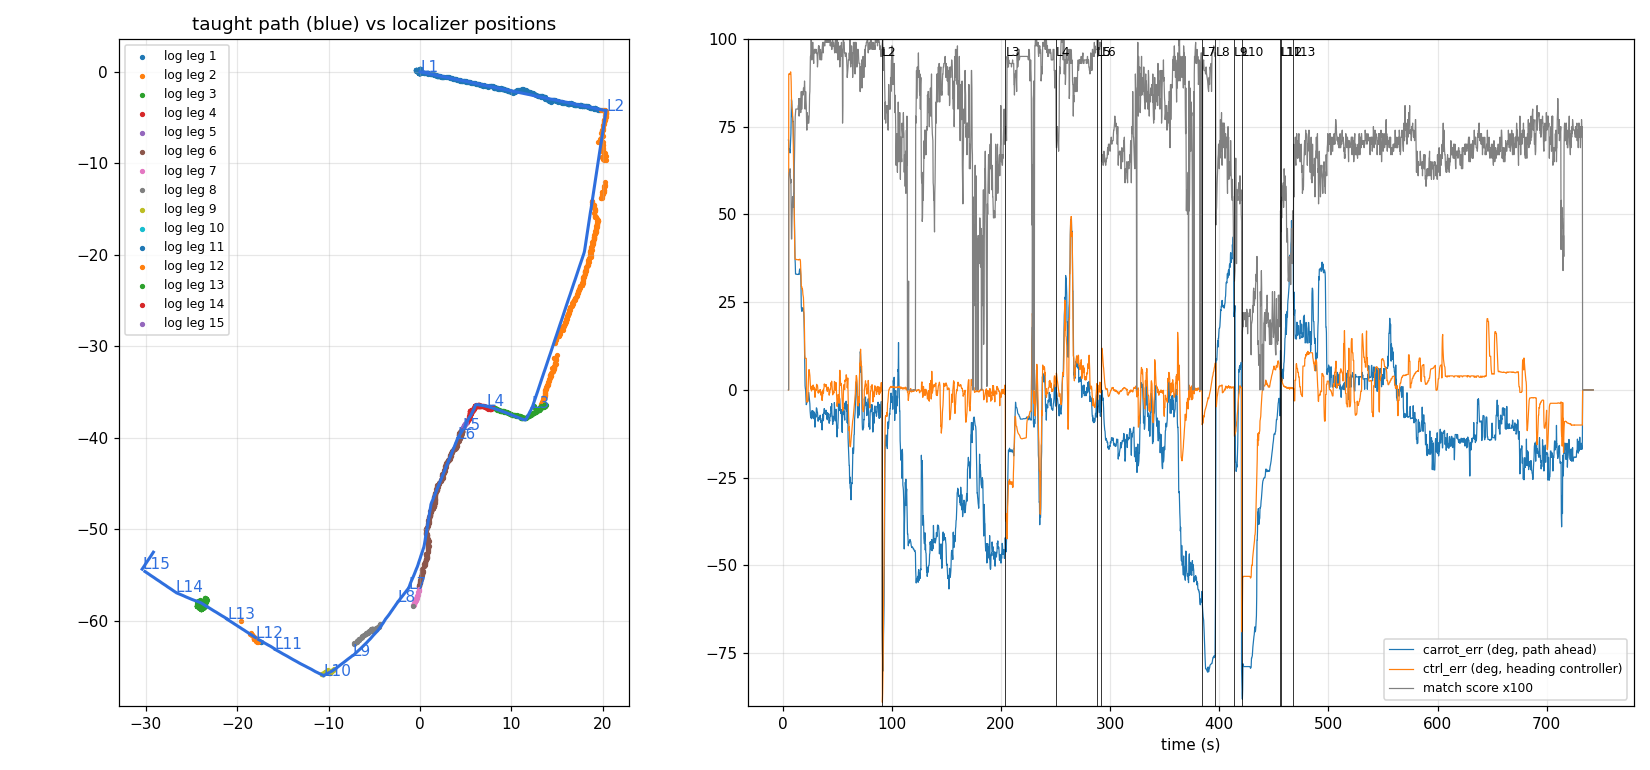 taught path (blue) vs localizer positions
log leg 1
log leg 2
log leg 3
log leg 4
log leg 5
log leg 6
log leg 7
log leg 8
log leg 9
log leg 10
log leg 11
log leg 12
log leg 13
log leg 14
log leg 15
L1
L2
L4
L6
L8
L9
L10
L11
L12
L13
L14
L15
0
−10
−20
−30
−40
−50
−60
−30
−20
−10
0
10
20
100
75
50
25
0
−25
−50
−75
L2
L3
L4
L6
L7
L8
L10
L13
carrot_err (deg, path ahead)
ctrl_err (deg, heading controller)
match score x100
0
100
200
300
400
500
600
700
time (s)